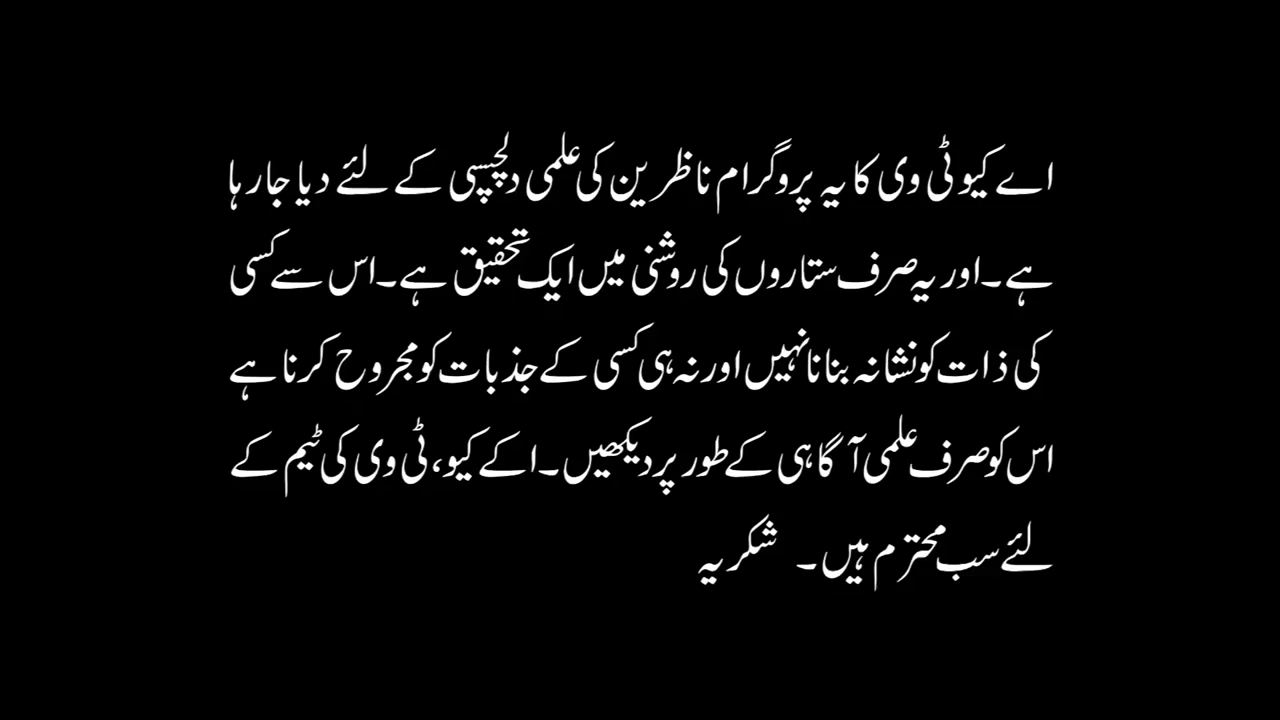 اے کیو ٹی وی کا یہ پروگرام ناظرین کی علمی دلچسپی کے لئے دیا جا رہا
ہے۔ اور یہ صرف ستاروں کی روشنی میں ایک تحقیق ہے۔ اس سے کسی
کی ذات کو نشانہ بنانا نہیں اور نہ ہی کسی کے جذبات کو مجروح کرنا ہے
اس کو صرف علمی آگاہی کے طور پر دیکھیں۔ اکے کیو، ٹی وی کی ٹیم کے
لئے سب محترم ہیں۔ شکریہ